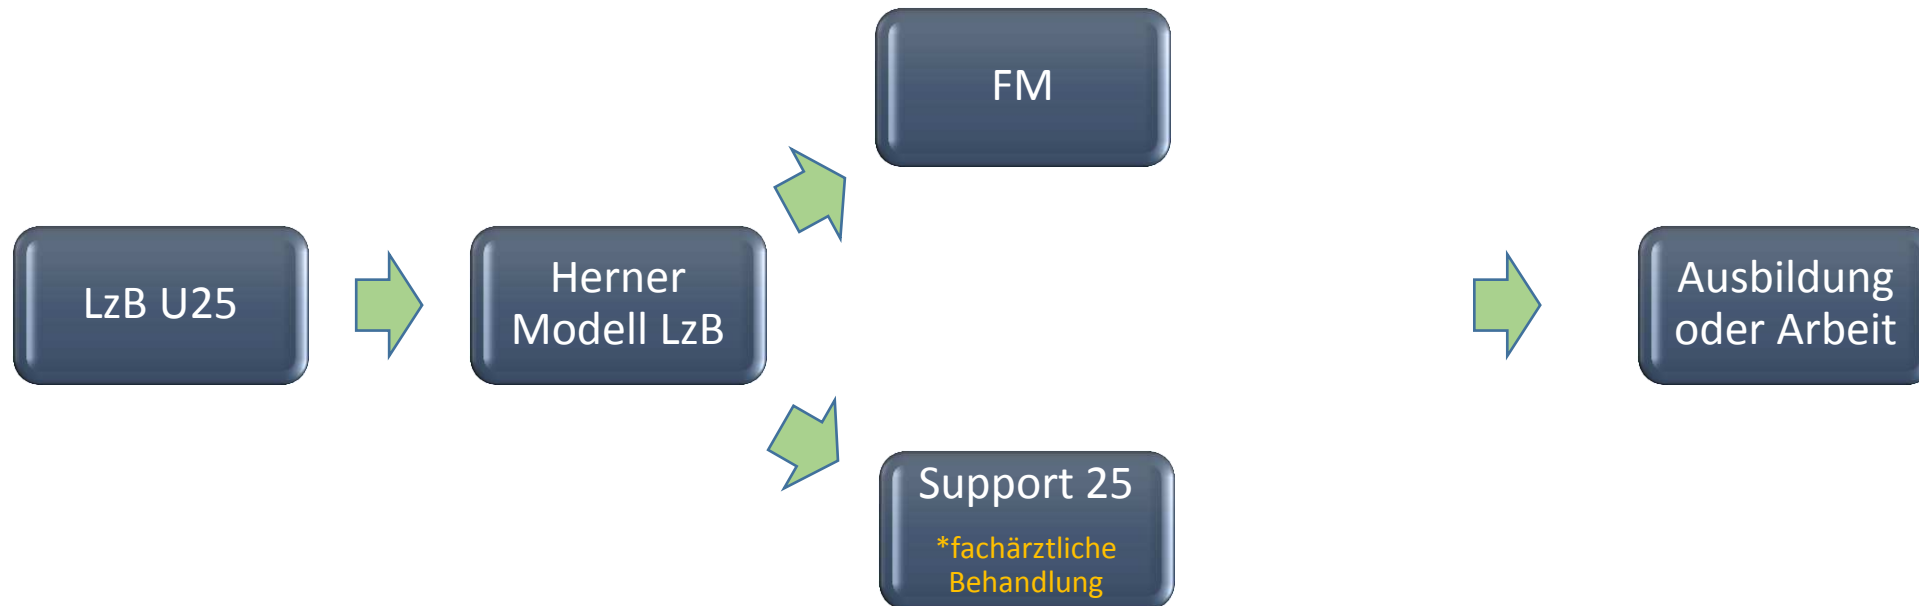 FM
LzB U25
Herner
Modell LzB
Ausbildung
oder Arbeit
Support 25
*fachärztliche
Behandlung